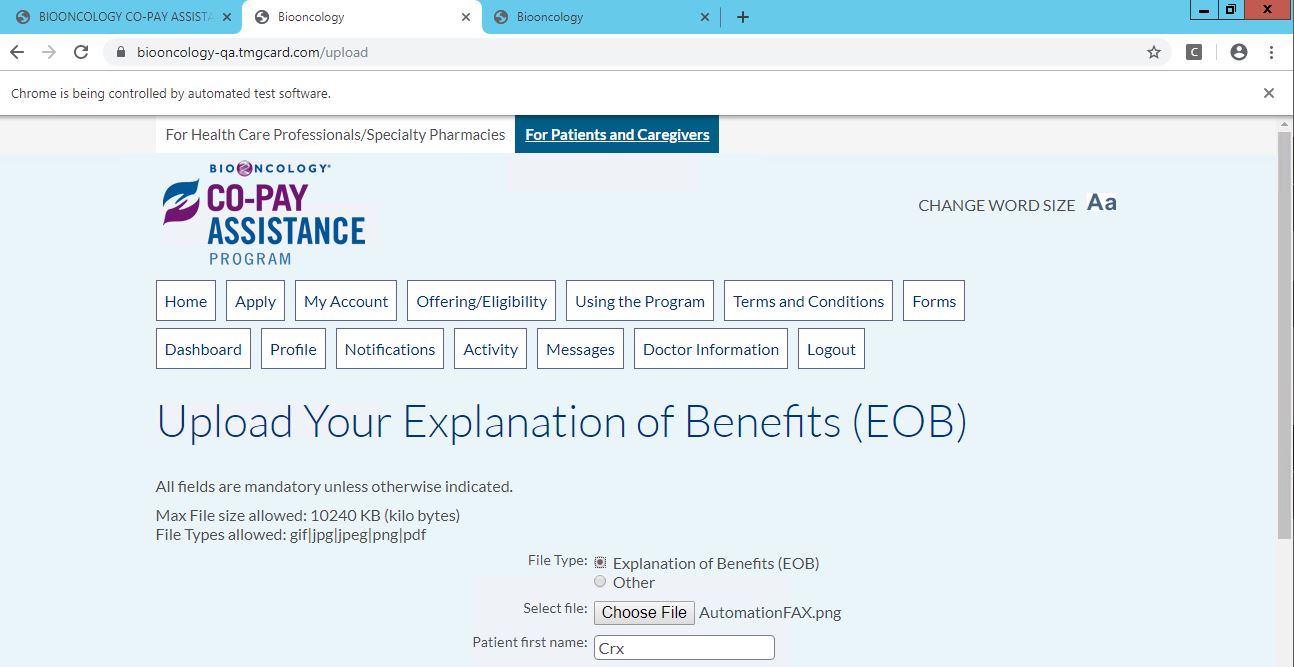 BIOONCOLOGY CO-PAY ASSISTA
Biooncology
Biooncology
biooncology-qa.tmgcard.com/upload
C
Chrome is being controlled by automated test software.
For Health Care Professionals/Specialty Pharmacies For Patients and Caregivers
BIOONCOLOGY®
CO-PAY
ASSISTANCE
PROGRAM
CHANGE WORD SIZE Aa
Home Apply My Account Offering/Eligibility Using the Program Terms and Conditions Forms
Dashboard Profile Notifications Activity Messages Doctor Information Logout
Upload Your Explanation of Benefits (EOB)
All fields are mandatory unless otherwise indicated.
Max File size allowed: 10240 KB (kilo bytes)
File Types allowed: gif|jpg|jpeg|png|pdf
File Type: Explanation of Benefits (EOB)
Other
Select file: Choose File AutomationFAX.png
Patient first name: Crx